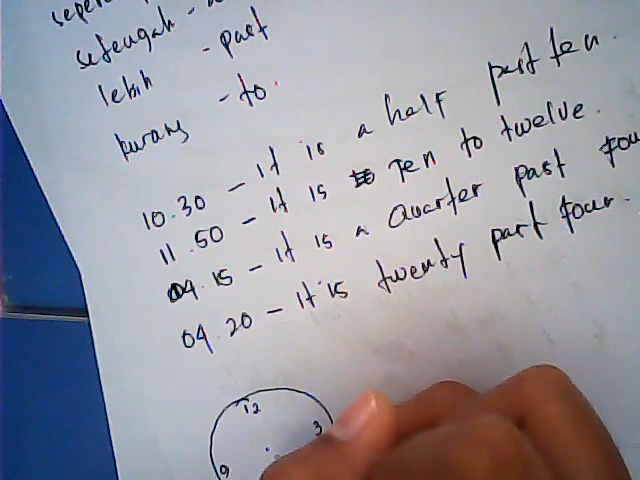 setengah -
lebih - past
kurang - to
10.30 - it is a half past ten.
11.50 - it is Ten to twelve.
04.15 - it is a Quarter past fou
04.20 - it is twenty past four.
12
3
9